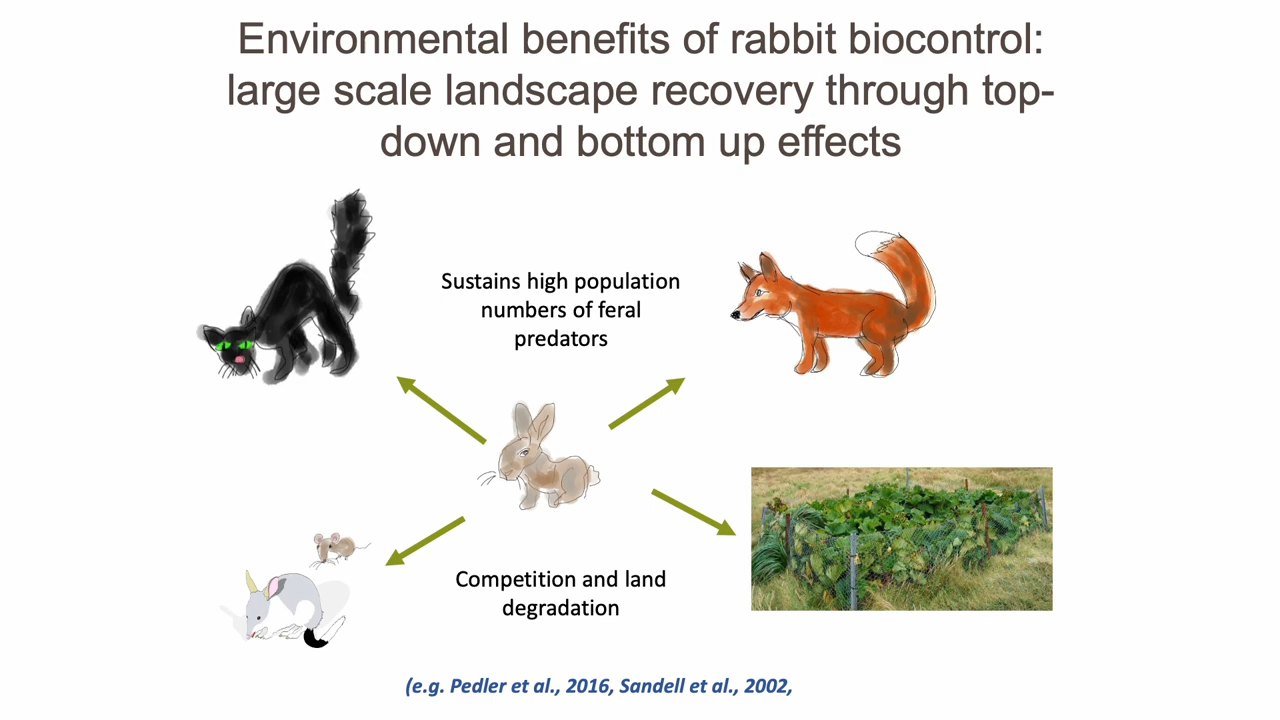 Environmental benefits of rabbit biocontrol:
large scale landscape recovery through top-
down and bottom up effects
Sustains high population
numbers of feral
predators
Competition and land
degradation
(e.g. Pedler et al., 2016, Sandell et al., 2002,